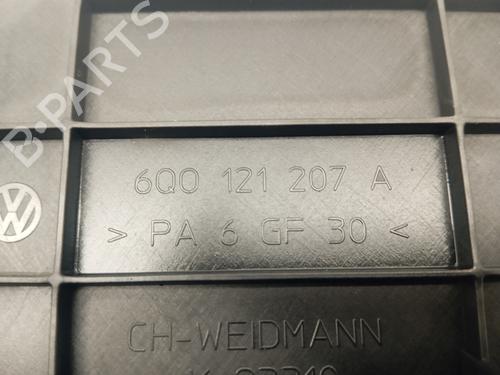 B-PARTS
6Q0 121 207 A
> PA 6 GF 30 <
CH-WEIDMANN